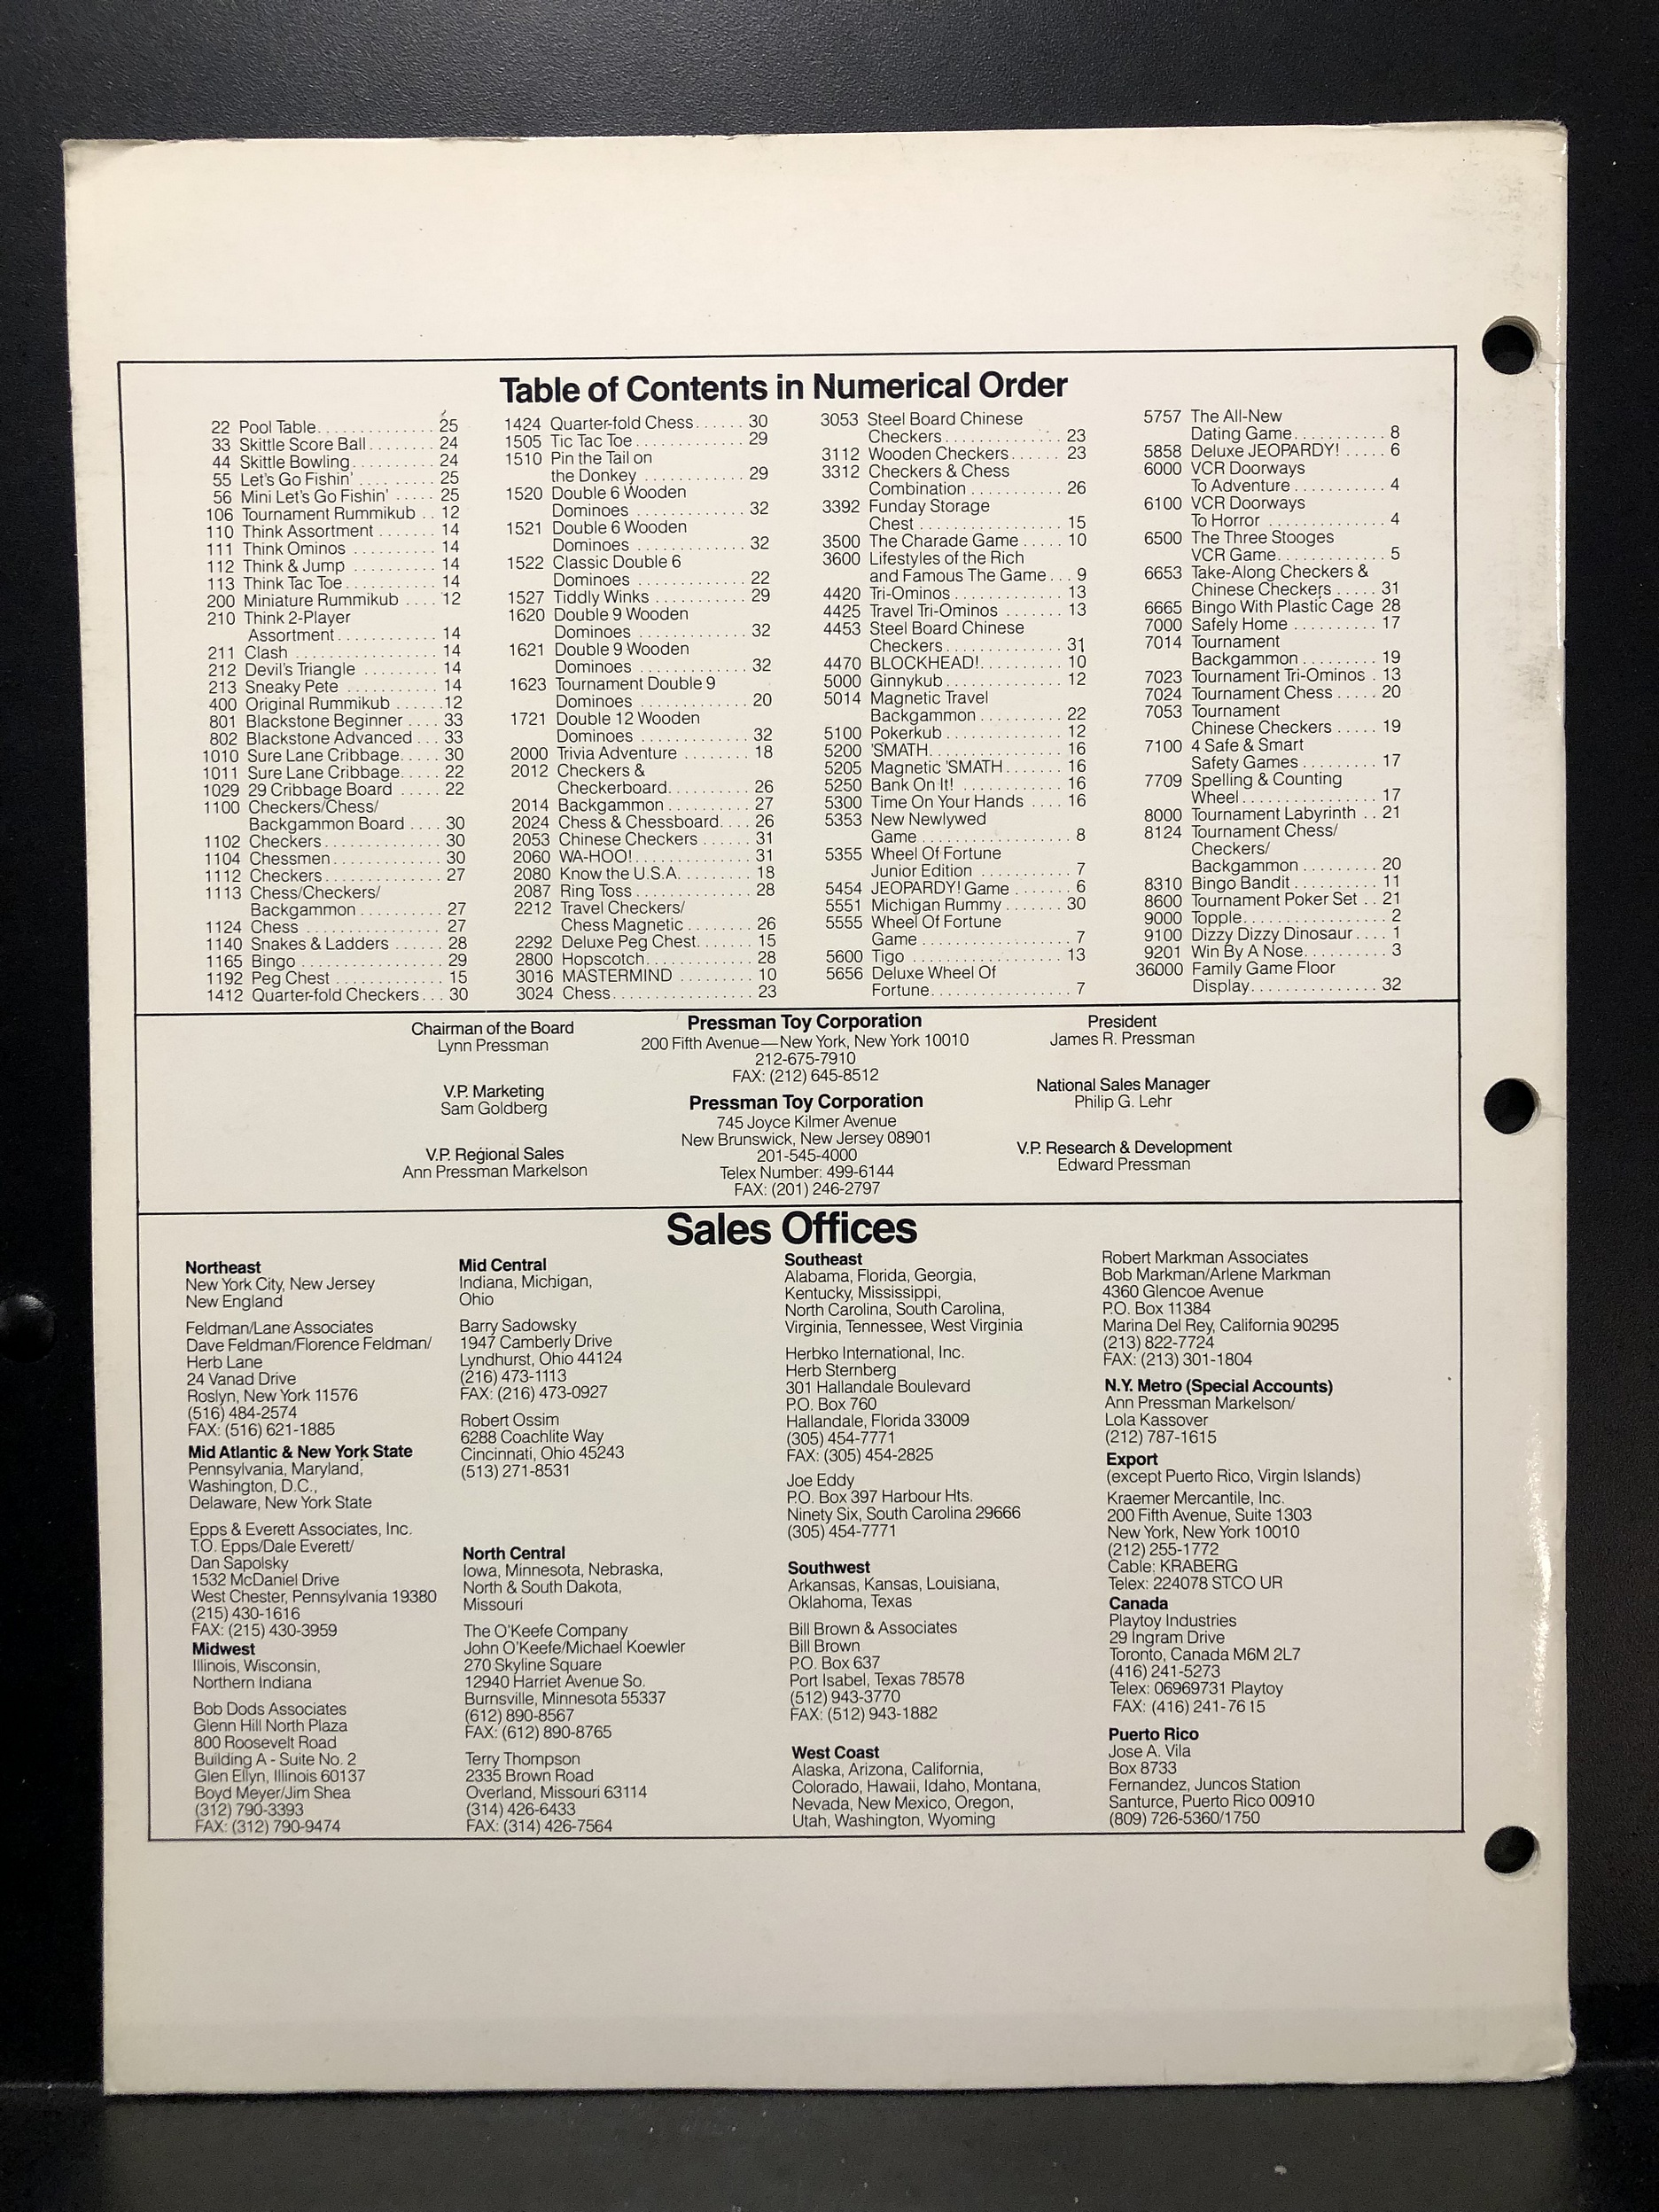 Table of Contents in Numerical Order
22 Pool Table. . . . . . . . . . . . . . 25
33 Skittle Score Ball . . . . . . . . 24
44 Skittle Bowling. . . . . . . . . . 24
55 Let's Go Fishin' . . . . . . . . . 25
56 Mini Let's Go Fishin' . . . . . 25
106 Tournament Rummikub . . 12
110 Think Assortment . . . . . . . 14
111 Think Ominos . . . . . . . . . . 14
112 Think & Jump . . . . . . . . . . 14
113 Think Tac Toe. . . . . . . . . . . 14
200 Miniature Rummikub . . . . 12
210 Think 2-Player
Assortment . . . . . . . . . . . 14
211 Clash . . . . . . . . . . . . . . . . 14
212 Devil's Triangle . . . . . . . . 14
213 Sneaky Pete . . . . . . . . . . 14
400 Original Rummikub . . . . . . 12
801 Blackstone Beginner . . . . 33
802 Blackstone Advanced . . . 33
1010 Sure Lane Cribbage. . . . . 30
1011 Sure Lane Cribbage. . . . . 22
1029 29 Cribbage Board . . . . . 22
1100 Checkers/Chess/
Backgammon Board . . . . 30
1102 Checkers. . . . . . . . . . . . . . 30
1104 Chessmen. . . . . . . . . . . . . 30
1112 Checkers . . . . . . . . . . . . . 27
1113 Chess/Checkers/
Backgammon . . . . . . . . . . 27
1124 Chess . . . . . . . . . . . . . . . . 27
1140 Snakes & Ladders . . . . . . 28
1165 Bingo . . . . . . . . . . . . . . . . 29
1192 Peg Chest . . . . . . . . . . . . . 15
1412 Quarter-fold Checkers . . . 30
1424 Quarter-fold Chess. . . . . . 30
1505 Tic Tac Toe . . . . . . . . . . . . 29
1510 Pin the Tail on
the Donkey . . . . . . . . . . . 29
1520 Double 6 Wooden
Dominoes . . . . . . . . . . . . 32
1521 Double 6 Wooden
Dominoes . . . . . . . . . . . . 32
1522 Classic Double 6
Dominoes . . . . . . . . . . . . 22
1527 Tiddly Winks . . . . . . . . . . . 29
1620 Double 9 Wooden
Dominoes . . . . . . . . . . . . 32
1621 Double 9 Wooden
Dominoes . . . . . . . . . . . . 32
1623 Tournament Double 9
Dominoes . . . . . . . . . . . . 20
1721 Double 12 Wooden
Dominoes . . . . . . . . . . . . 32
2000 Trivia Adventure . . . . . . . . 18
2012 Checkers &
Checkerboard. . . . . . . . . . 26
2014 Backgammon . . . . . . . . . . 27
2024 Chess & Chessboard. . . . 26
2053 Chinese Checkers . . . . . . 31
2060 WA-HOO! . . . . . . . . . . . . . 31
2080 Know the U.S.A. . . . . . . . . 18
2087 Ring Toss . . . . . . . . . . . . . 28
2212 Travel Checkers/
Chess Magnetic . . . . . . . . 26
2292 Deluxe Peg Chest. . . . . . . 15
2800 Hopscotch. . . . . . . . . . . . . 28
3016 MASTERMIND . . . . . . . . . 10
3024 Chess. . . . . . . . . . . . . . . . 23
3053 Steel Board Chinese
Checkers . . . . . . . . . . . . . 23
3112 Wooden Checkers . . . . . . 23
3312 Checkers & Chess
Combination . . . . . . . . . . 26
3392 Funday Storage
Chest . . . . . . . . . . . . . . . . 15
3500 The Charade Game . . . . . 10
3600 Lifestyles of the Rich
and Famous The Game . . . 9
4420 Tri-Ominos . . . . . . . . . . . . 13
4425 Travel Tri-Ominos . . . . . . . 13
4453 Steel Board Chinese
Checkers . . . . . . . . . . . . . 31
4470 BLOCKHEAD! . . . . . . . . . . 10
5000 Ginnykub . . . . . . . . . . . . . 12
5014 Magnetic Travel
Backgammon . . . . . . . . . . 22
5100 Pokerkub . . . . . . . . . . . . . 12
5200 'SMATH. . . . . . . . . . . . . . . 16
5205 Magnetic 'SMATH . . . . . . . 16
5250 Bank On It! . . . . . . . . . . . . 16
5300 Time On Your Hands . . . . 16
5353 New Newlywed
Game . . . . . . . . . . . . . . . . 8
5355 Wheel Of Fortune
Junior Edition . . . . . . . . . . 7
5454 JEOPARDY! Game . . . . . . . 6
5551 Michigan Rummy . . . . . . . 30
5555 Wheel Of Fortune
Game . . . . . . . . . . . . . . . . 7
5600 Tigo . . . . . . . . . . . . . . . . . 13
5656 Deluxe Wheel Of
Fortune. . . . . . . . . . . . . . . . 7
5757 The All-New
Dating Game. . . . . . . . . . . 8
5858 Deluxe JEOPARDY! . . . . . 6
6000 VCR Doorways
To Adventure . . . . . . . . . . 4
6100 VCR Doorways
To Horror . . . . . . . . . . . . . 4
6500 The Three Stooges
VCR Game. . . . . . . . . . . . . 5
6653 Take-Along Checkers &
Chinese Checkers . . . . . 31
6665 Bingo With Plastic Cage 28
7000 Safely Home . . . . . . . . . 17
7014 Tournament
Backgammon . . . . . . . . . 19
7023 Tournament Tri-Ominos . 13
7024 Tournament Chess . . . . . 20
7053 Tournament
Chinese Checkers . . . . . 19
7100 4 Safe & Smart
Safety Games . . . . . . . . . 17
7709 Spelling & Counting
Wheel . . . . . . . . . . . . . . . 17
8000 Tournament Labyrinth . . 21
8124 Tournament Chess/
Checkers/
Backgammon . . . . . . . . . 20
8310 Bingo Bandit . . . . . . . . . . 11
8600 Tournament Poker Set . . 21
9000 Topple. . . . . . . . . . . . . . . . 2
9100 Dizzy Dizzy Dinosaur . . . . 1
9201 Win By A Nose. . . . . . . . . . 3
36000 Family Game Floor
Display. . . . . . . . . . . . . . . 32
Chairman of the Board
Lynn Pressman
V.P. Marketing
Sam Goldberg
V.P. Regional Sales
Ann Pressman Markelson
Pressman Toy Corporation
200 Fifth Avenue—New York, New York 10010
212-675-7910
FAX: (212) 645-8512
Pressman Toy Corporation
745 Joyce Kilmer Avenue
New Brunswick, New Jersey 08901
201-545-4000
Telex Number: 499-6144
FAX: (201) 246-2797
President
James R. Pressman
National Sales Manager
Philip G. Lehr
V.P. Research & Development
Edward Pressman
Sales Offices
Northeast
New York City, New Jersey
New England
Feldman/Lane Associates
Dave Feldman/Florence Feldman/
Herb Lane
24 Vanad Drive
Roslyn, New York 11576
(516) 484-2574
FAX: (516) 621-1885
Mid Atlantic & New York State
Pennsylvania, Maryland,
Washington, D.C.,
Delaware, New York State
Epps & Everett Associates, Inc.
T.O. Epps/Dale Everett/
Dan Sapolsky
1532 McDaniel Drive
West Chester, Pennsylvania 19380
(215) 430-1616
FAX: (215) 430-3959
Midwest
Illinois, Wisconsin,
Northern Indiana
Bob Dods Associates
Glenn Hill North Plaza
800 Roosevelt Road
Building A - Suite No. 2
Glen Ellyn, Illinois 60137
Boyd Meyer/Jim Shea
(312) 790-3393
FAX: (312) 790-9474
Mid Central
Indiana, Michigan,
Ohio
Barry Sadowsky
1947 Camberly Drive
Lyndhurst, Ohio 44124
(216) 473-1113
FAX: (216) 473-0927
Robert Ossim
6288 Coachlite Way
Cincinnati, Ohio 45243
(513) 271-8531
North Central
Iowa, Minnesota, Nebraska,
North & South Dakota,
Missouri
The O'Keefe Company
John O'Keefe/Michael Koewler
270 Skyline Square
12940 Harriet Avenue So.
Burnsville, Minnesota 55337
(612) 890-8567
FAX: (612) 890-8765
Terry Thompson
2335 Brown Road
Overland, Missouri 63114
(314) 426-6433
FAX: (314) 426-7564
Southeast
Alabama, Florida, Georgia,
Kentucky, Mississippi,
North Carolina, South Carolina,
Virginia, Tennessee, West Virginia
Herbko International, Inc.
Herb Sternberg
301 Hallandale Boulevard
P.O. Box 760
Hallandale, Florida 33009
(305) 454-7771
FAX: (305) 454-2825
Joe Eddy
P.O. Box 397 Harbour Hts.
Ninety Six, South Carolina 29666
(305) 454-7771
Southwest
Arkansas, Kansas, Louisiana,
Oklahoma, Texas
Bill Brown & Associates
Bill Brown
P.O. Box 637
Port Isabel, Texas 78578
(512) 943-3770
FAX: (512) 943-1882
West Coast
Alaska, Arizona, California,
Colorado, Hawaii, Idaho, Montana,
Nevada, New Mexico, Oregon,
Utah, Washington, Wyoming
Robert Markman Associates
Bob Markman/Arlene Markman
4360 Glencoe Avenue
P.O. Box 11384
Marina Del Rey, California 90295
(213) 822-7724
FAX: (213) 301-1804
N.Y. Metro (Special Accounts)
Ann Pressman Markelson/
Lola Kassover
(212) 787-1615
Export
(except Puerto Rico, Virgin Islands)
Kraemer Mercantile, Inc.
200 Fifth Avenue, Suite 1303
New York, New York 10010
(212) 255-1772
Cable: KRABERG
Telex: 224078 STCO UR
Canada
Playtoy Industries
29 Ingram Drive
Toronto, Canada M6M 2L7
(416) 241-5273
Telex: 06969731 Playtoy
FAX: (416) 241-7615
Puerto Rico
Jose A. Vila
Box 8733
Fernandez, Juncos Station
Santurce, Puerto Rico 00910
(809) 726-5360/1750